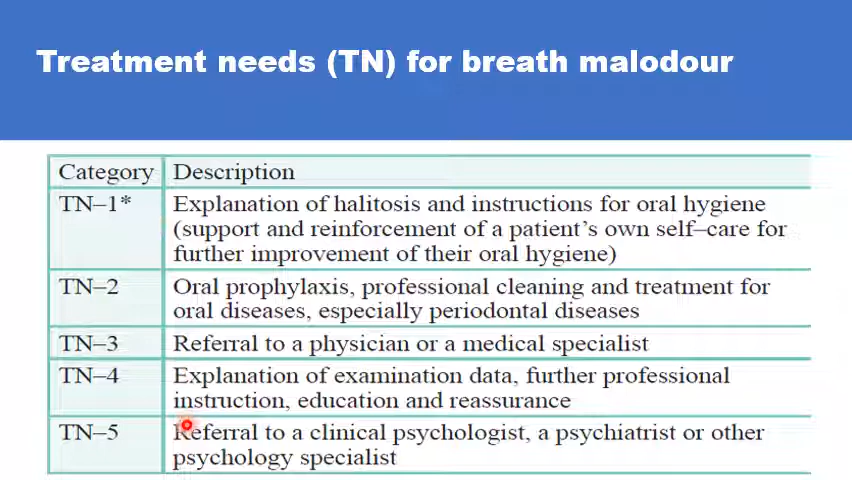 Treatment needs (TN) for breath malodour
Category Description
TN–1* Explanation of halitosis and instructions for oral hygiene
(support and reinforcement of a patient's own self–care for
further improvement of their oral hygiene)
TN–2 Oral prophylaxis, professional cleaning and treatment for
oral diseases, especially periodontal diseases
TN–3 Referral to a physician or a medical specialist
TN–4 Explanation of examination data, further professional
instruction, education and reassurance
TN–5 Referral to a clinical psychologist, a psychiatrist or other
psychology specialist